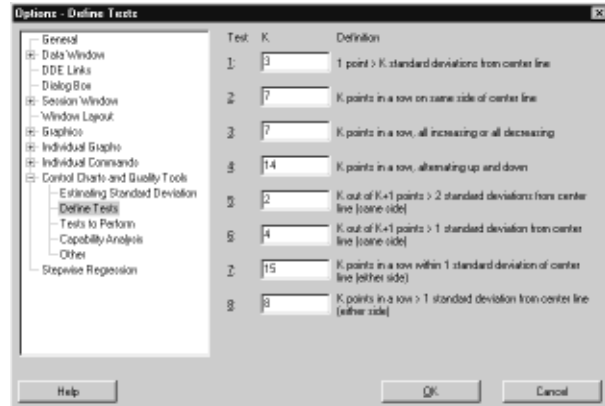 Options - Define Tests
General
Data Window
DDE Links
Dialog Box
Session Window
Window Layout
Graphics
Individual Graphs
Individual Commands
Control Charts and Quality Tools
Estimating Standard Deviation
Define Tests
Tests to Perform
Capability Analysis
Other
Stepwise Regression
Test K Definition
1: 3 1 point > K standard deviations from center line
2: 7 K points in a row on same side of center line
3: 7 K points in a row, all increasing or all decreasing
4: 14 K points in a row, alternating up and down
5: 2 K out of K+1 points > 2 standard deviations from center
line (same side)
6: 4 K out of K+1 points > 1 standard deviation from center
line (same side)
7: 15 K points in a row within 1 standard deviation of center
line (either side)
8: 8 K points in a row > 1 standard deviation from center line
(either side)
Help OK Cancel